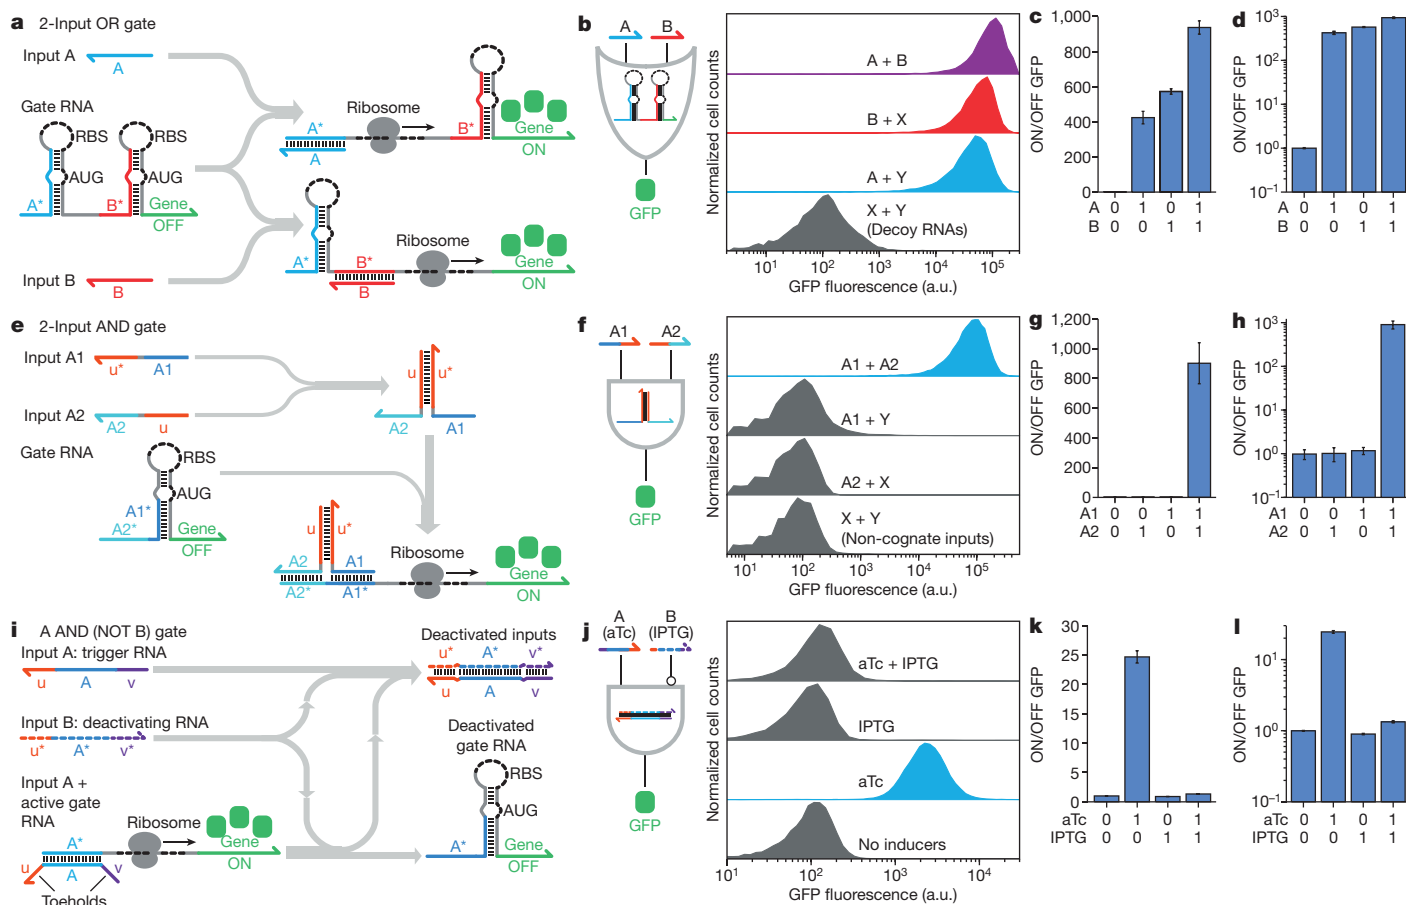 a 2-Input OR gate
Input A
A
Gate RNA
RBS
RBS
AUG
AUG
A*
B*
Gene
OFF
Input B
B
A*
A
Ribosome
B*
Gene
ON
A*
B*
B
Ribosome
Gene
ON
b
A
B
GFP
Normalized cell counts
A + B
B + X
A + Y
X + Y
(Decoy RNAs)
10¹ 10² 10³ 10⁴ 10⁵
GFP fluorescence (a.u.)
c
ON/OFF GFP
1,000
800
600
400
200
0
A 0 1 0 1
B 0 0 1 1
d
ON/OFF GFP
10³
10²
10¹
10⁰
10⁻¹
A 0 1 0 1
B 0 0 1 1
e 2-Input AND gate
Input A1
u* A1
Input A2
A2 u
Gate RNA
RBS
AUG
A1*
A2*
Gene
OFF
u u*
A2 A1
u u*
A2 A1
A2* A1*
Ribosome
Gene
ON
f
A1 A2
GFP
Normalized cell counts
A1 + A2
A1 + Y
A2 + X
X + Y
(Non-cognate inputs)
10¹ 10² 10³ 10⁴ 10⁵
GFP fluorescence (a.u.)
g
ON/OFF GFP
1,200
1,000
800
600
400
200
0
A1 0 1 0 1
A2 0 0 1 1
h
ON/OFF GFP
10³
10²
10¹
10⁰
10⁻¹
A1 0 1 0 1
A2 0 0 1 1
i A AND (NOT B) gate
Input A: trigger RNA
u A v
Input B: deactivating RNA
u* A* v*
Input A +
active gate
RNA
A*
A
u
v
Toeholds
Ribosome
Gene
ON
Deactivated inputs
u* A* v*
u A v
Deactivated
gate RNA
RBS
AUG
A*
Gene
OFF
j
A
(aTc)
B
(IPTG)
GFP
Normalized cell counts
aTc + IPTG
IPTG
aTc
No inducers
10¹ 10² 10³ 10⁴
GFP fluorescence (a.u.)
k
ON/OFF GFP
30
25
20
15
10
5
0
aTc 0 1 0 1
IPTG 0 0 1 1
l
ON/OFF GFP
10¹
10⁰
10⁻¹
aTc 0 1 0 1
IPTG 0 0 1 1